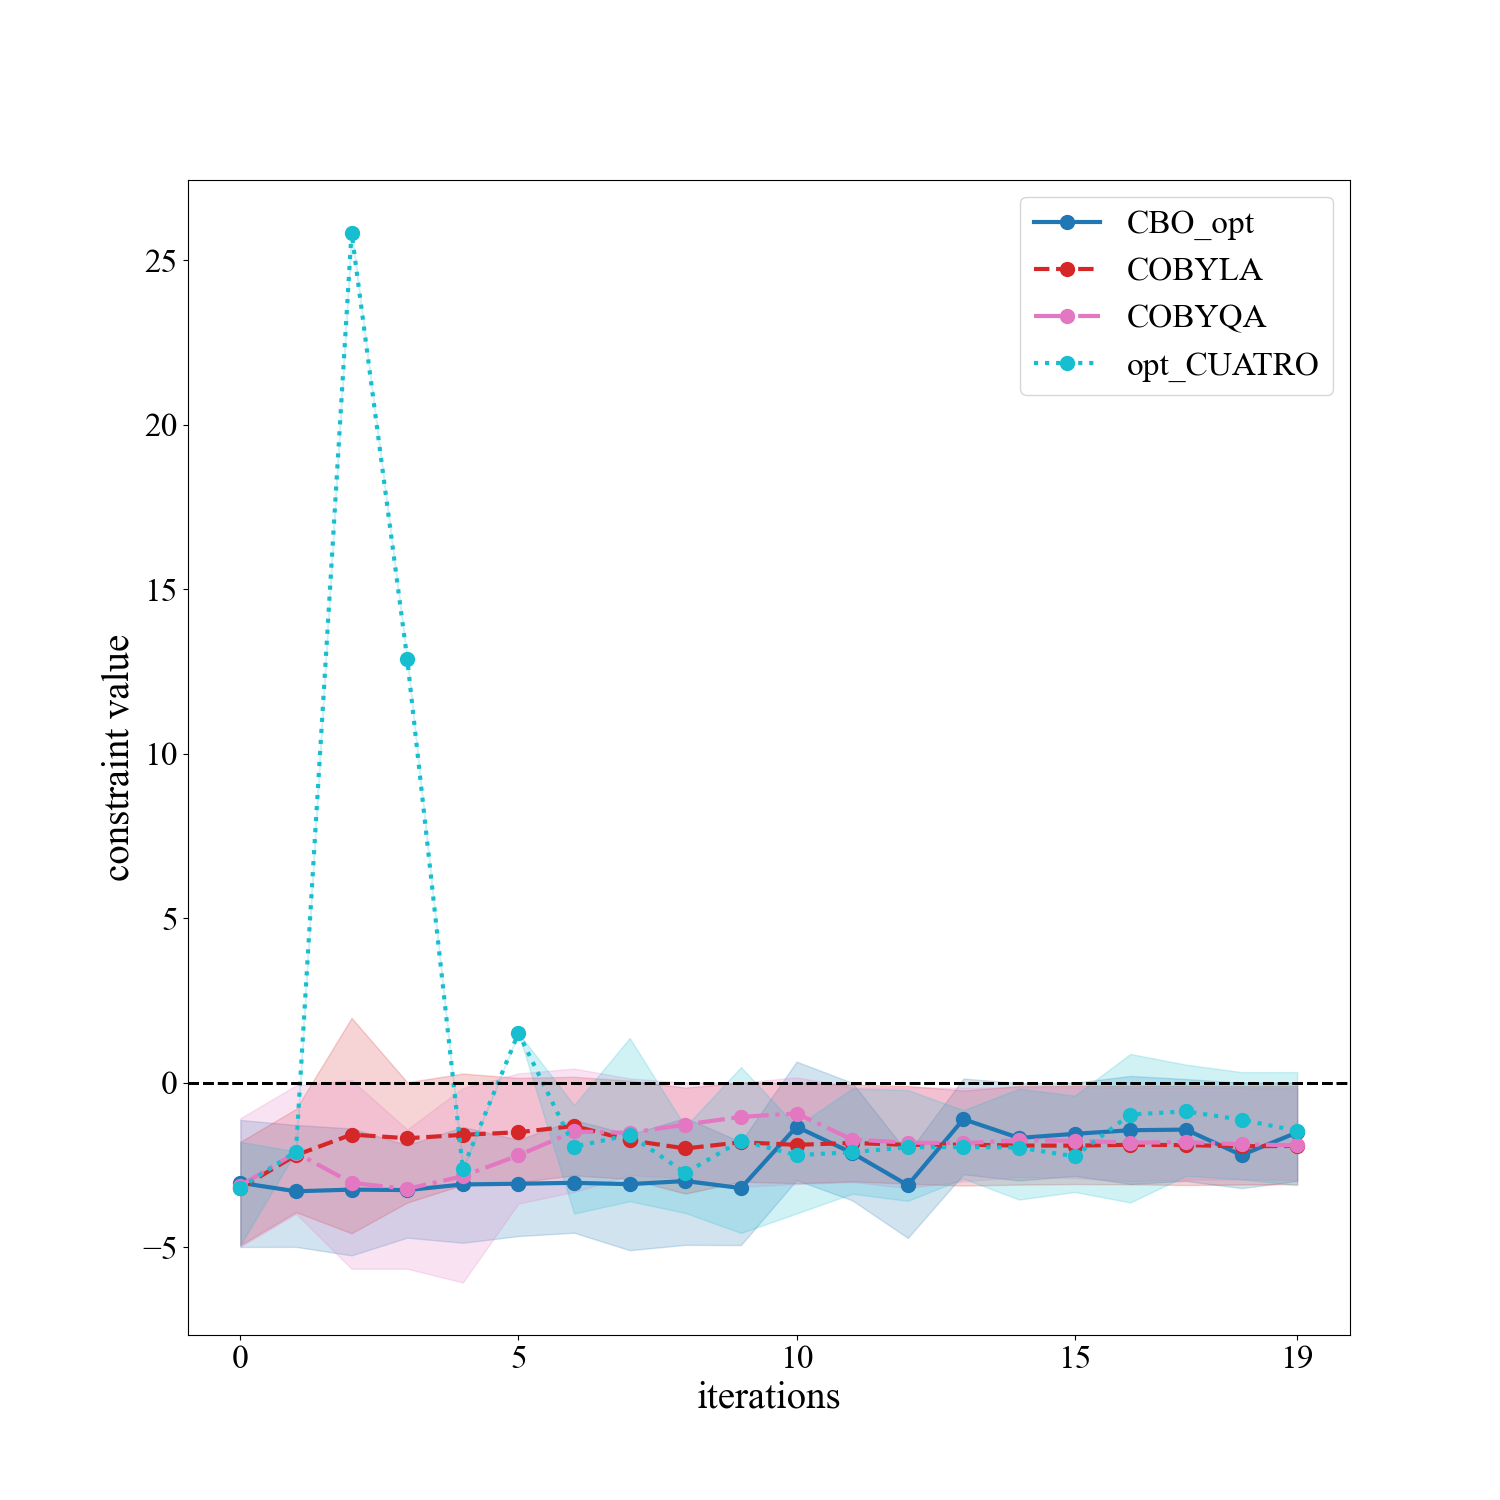 CBO_opt
COBYLA
COBYQA
opt_CUATRO
25
20
15
10
5
0
−5
constraint value
0 5 10 15 19
iterations